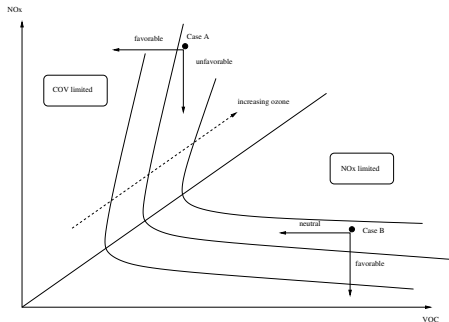 NOx
favorable
Case A
unfavorable
COV limited
increasing ozone
NOx limited
neutral
Case B
favorable
VOC